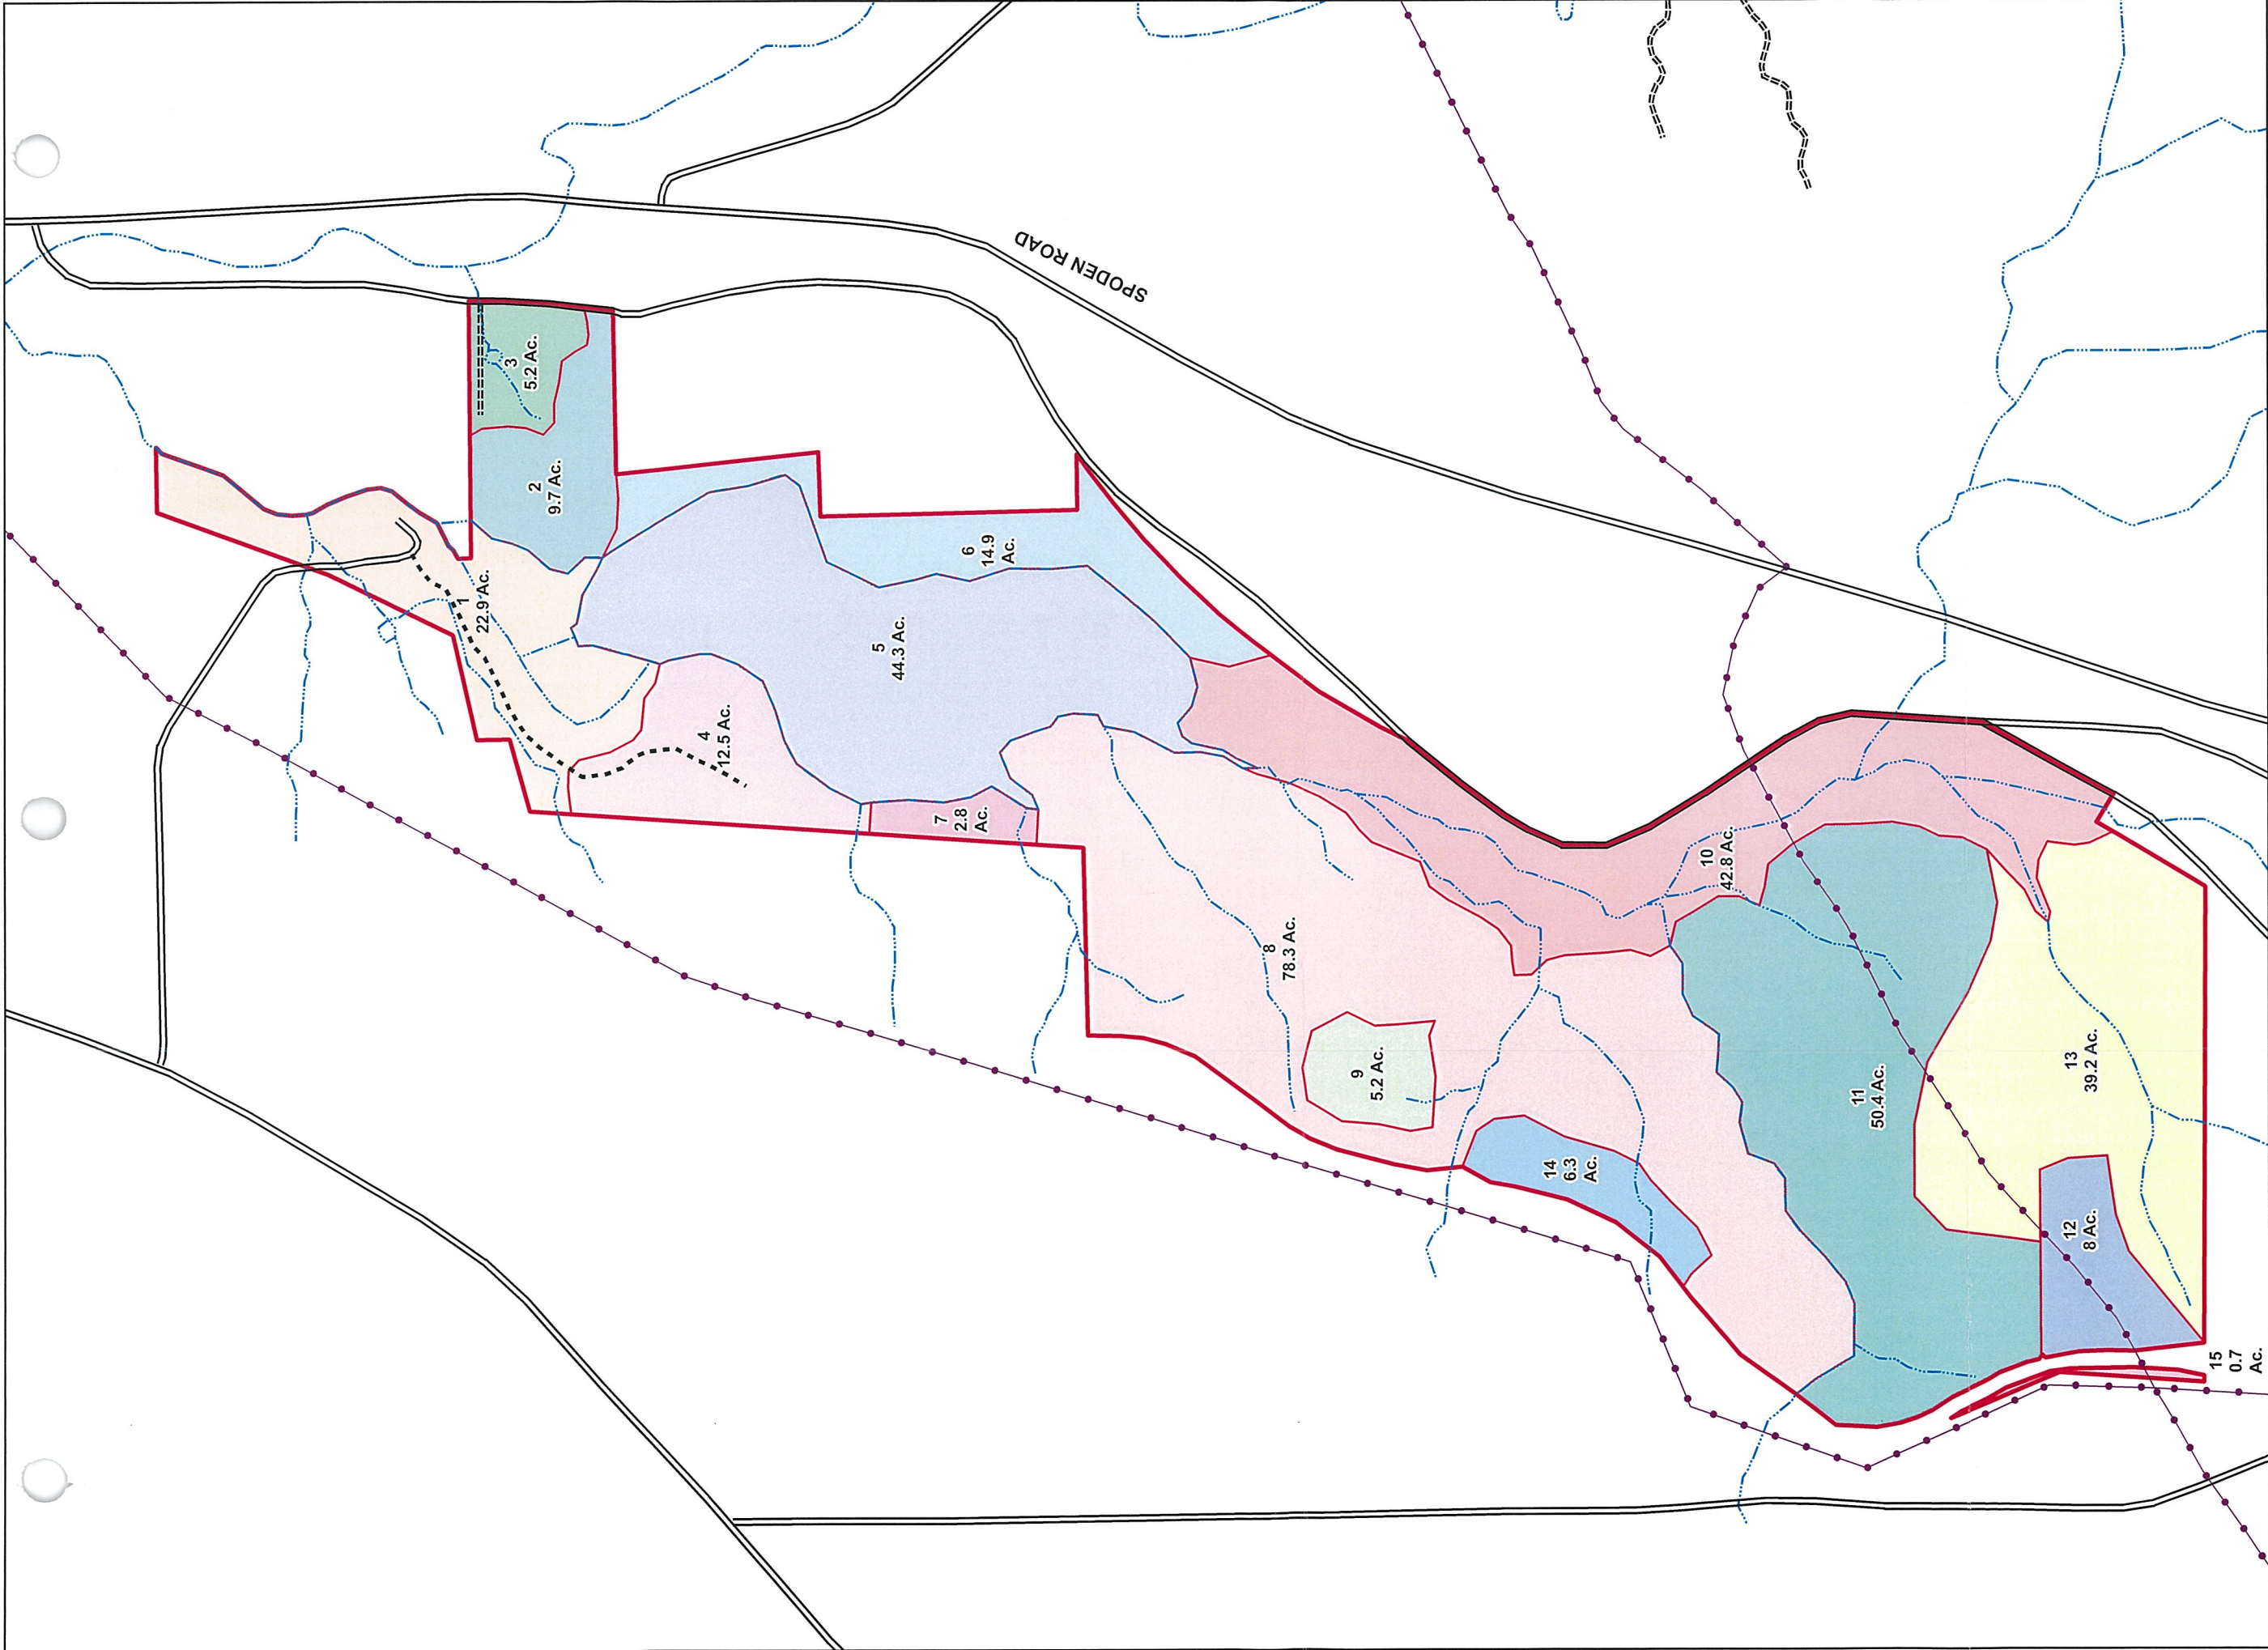 SPODEN ROAD
1
22.9 Ac.
2
9.7 Ac.
3
5.2 Ac.
4
12.5 Ac.
5
44.3 Ac.
6
14.9
Ac.
7
2.8
Ac.
8
78.3 Ac.
9
5.2 Ac.
10
42.8 Ac.
11
50.4 Ac.
12
8 Ac.
13
39.2 Ac.
14
6.3
Ac.
15
0.7
Ac.